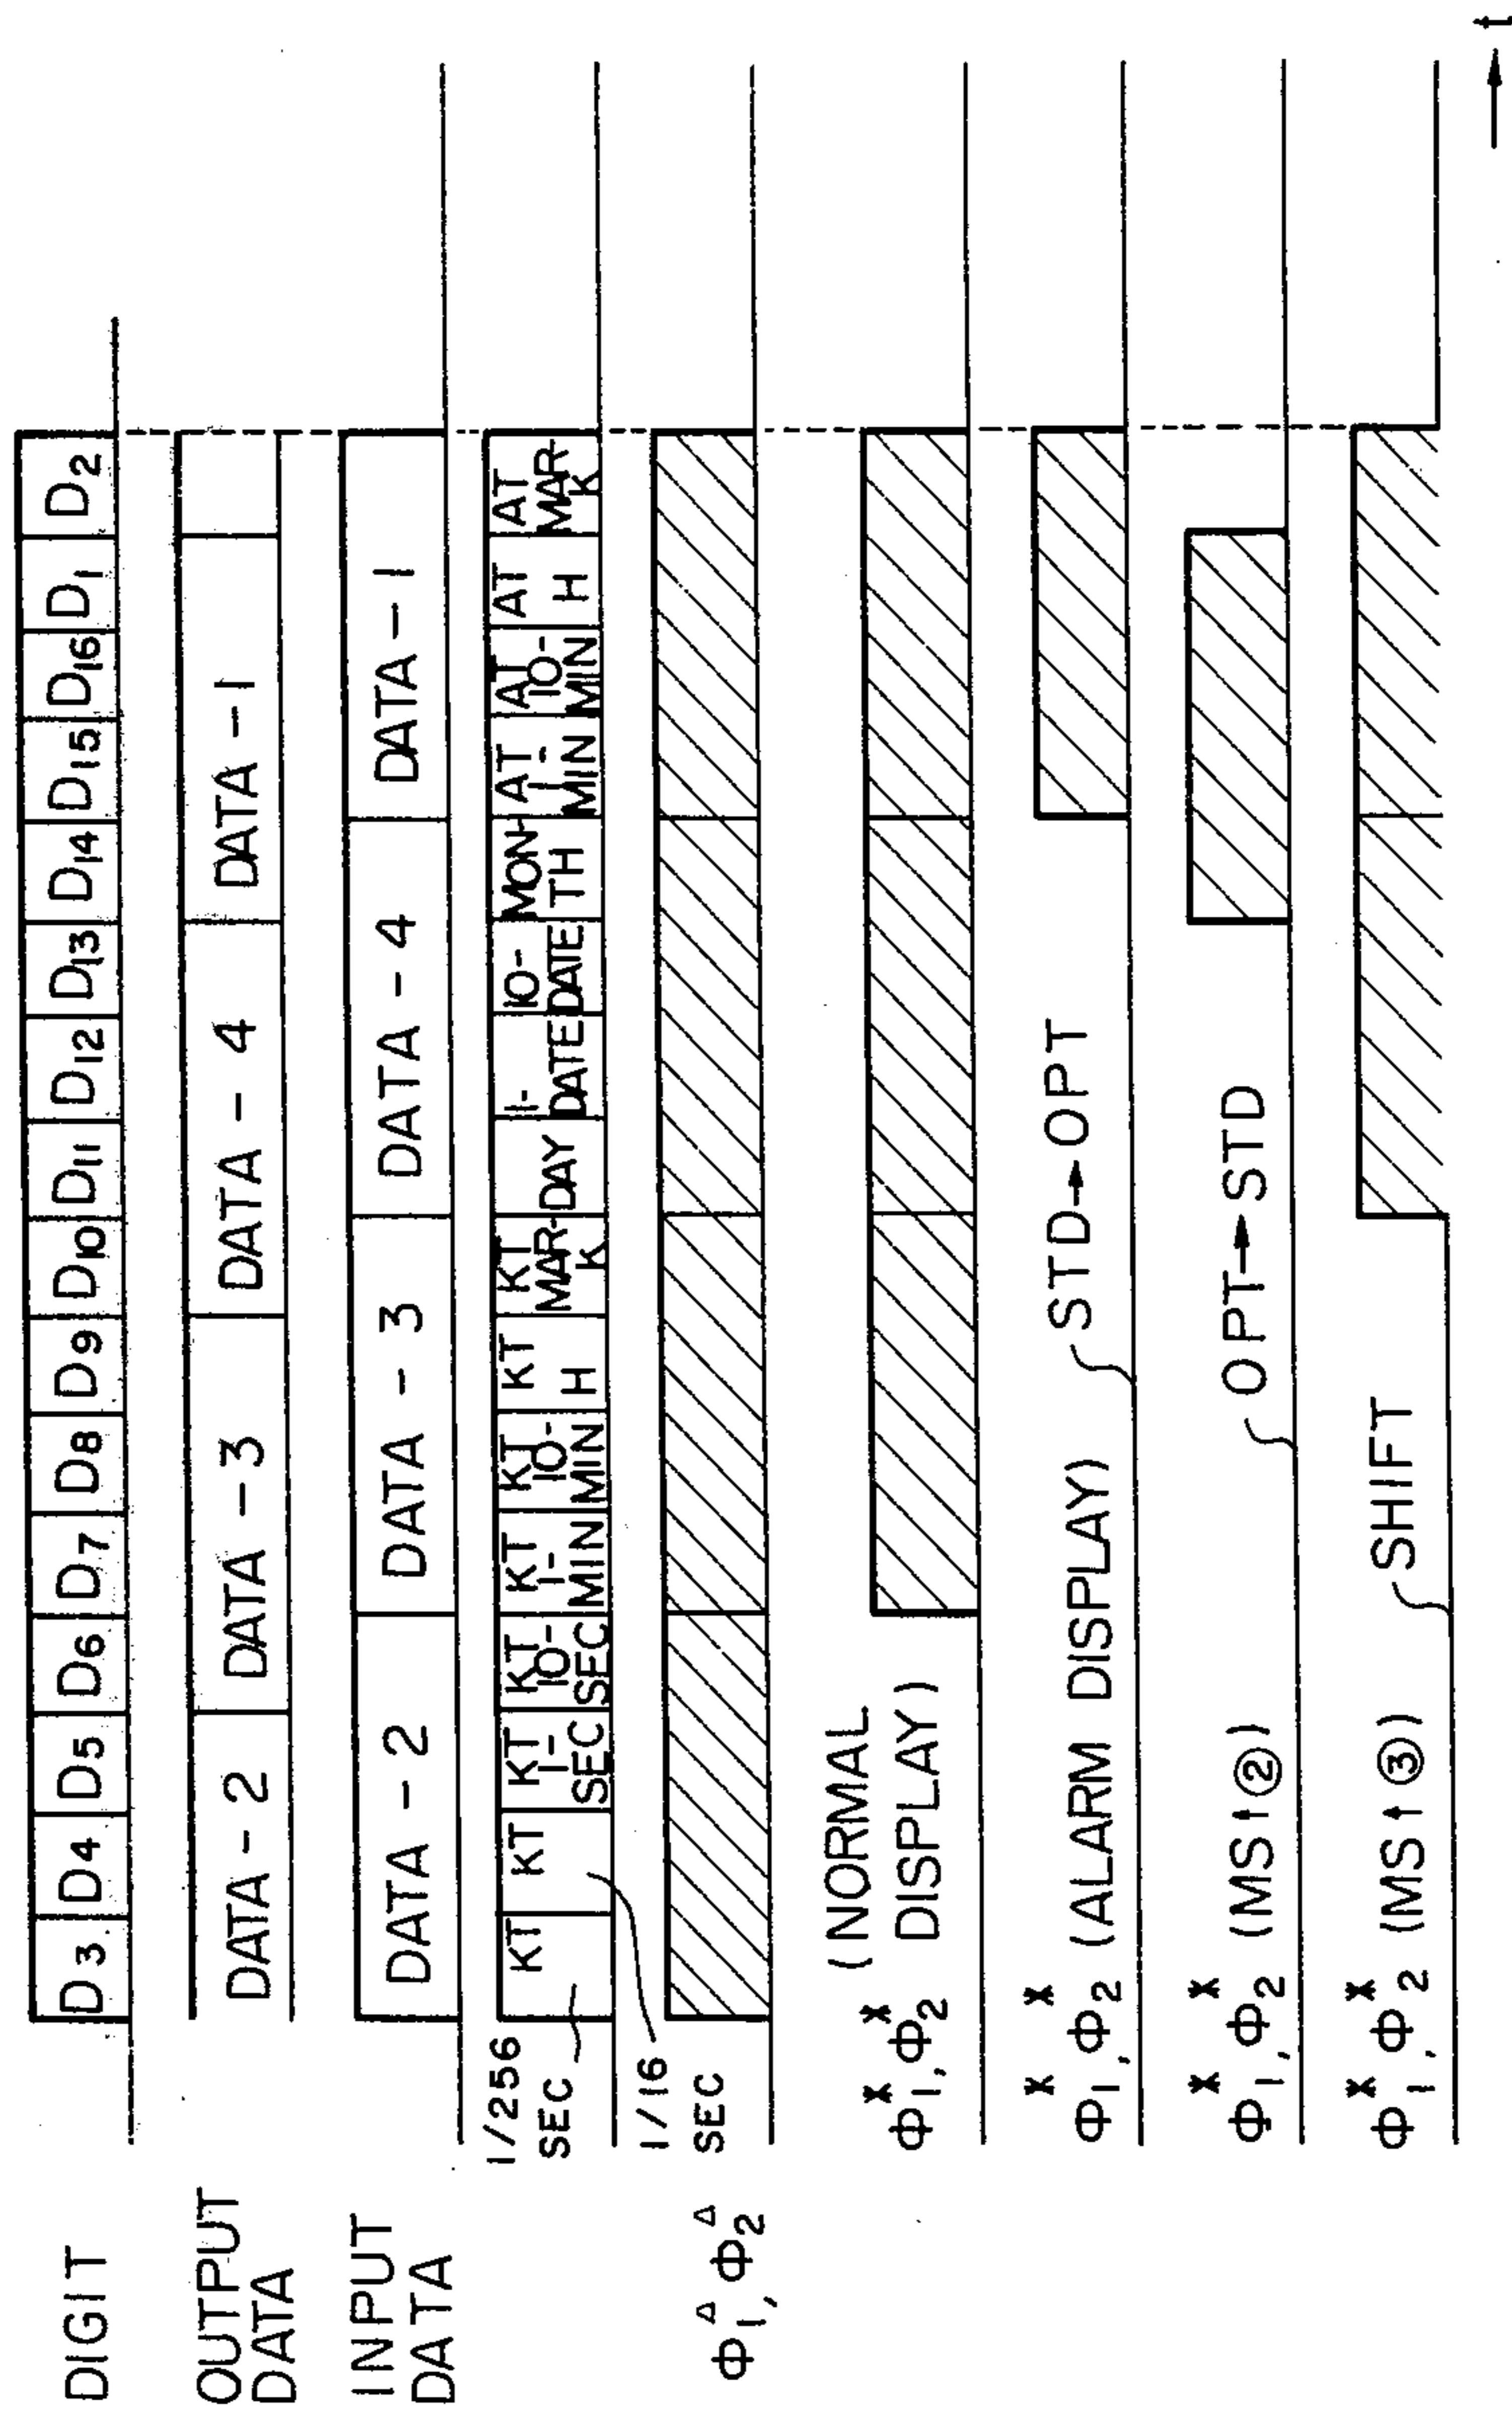 DIGIT
D3 D4 D5 D6 D7 D8 D9 D10 D11 D12 D13 D14 D15 D16 D1 D2
OUTPUT
DATA
DATA-2 DATA-3 DATA-4 DATA-1
INPUT
DATA
DATA-2 DATA-3 DATA-4 DATA-1
1/256
SEC
KT
KT
KT
1-
SEC
KT
10-
SEC
KT
1-
MIN
KT
10-
MIN
KT
H
KT
MAR-
K
DAY
1-
DATE
10-
DATE
MON-
TH
AT
1-
MIN
AT
10-
MIN
AT
H
AT
MAR-
K
1/16
SEC
Φ1△, Φ2△
Φ1*, Φ2* (NORMAL
DISPLAY)
Φ1*, Φ2* (ALARM DISPLAY) STD→OPT
Φ1*, Φ2* (MS↑②) OPT→STD
Φ1*, Φ2* (MS↑③) SHIFT
→ t